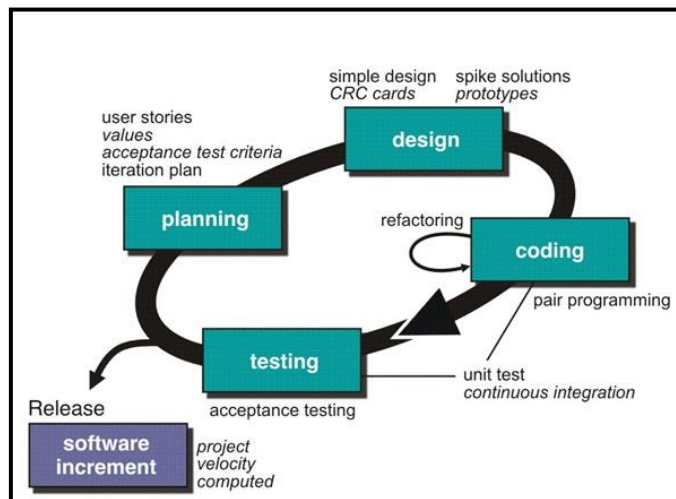 simple design
CRC cards
spike solutions
prototypes
user stories
values
acceptance test criteria
iteration plan
design
planning
refactoring
coding
pair programming
testing
unit test
continuous integration
acceptance testing
Release
software
increment
project
velocity
computed